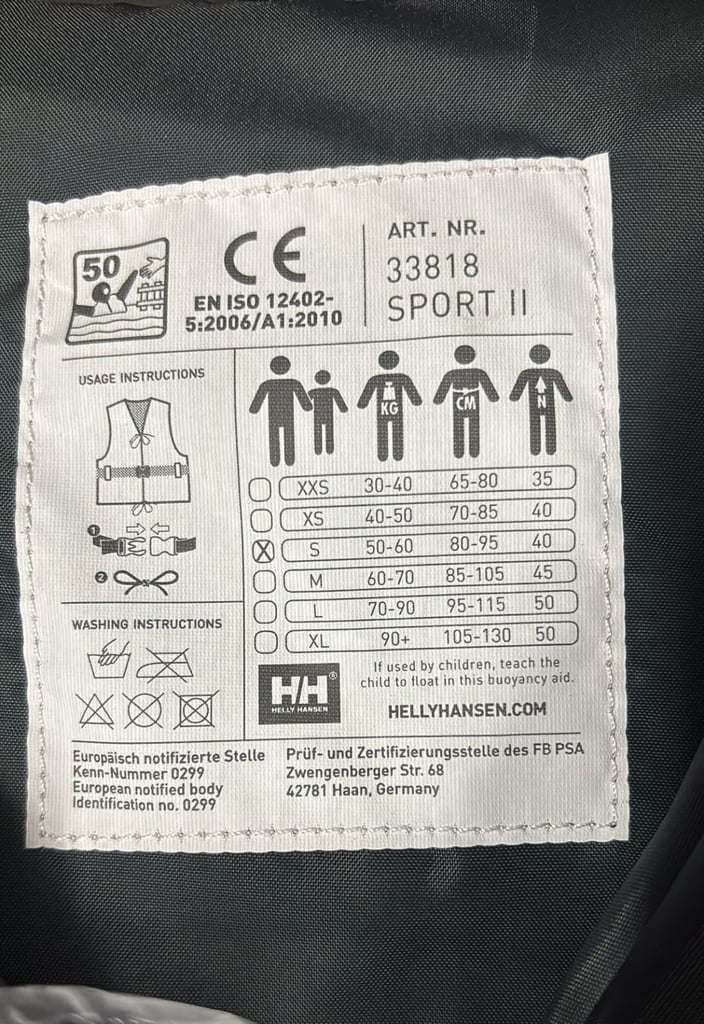 50
CE
EN ISO 12402-
5:2006/A1:2010
ART. NR.
33818
SPORT II
USAGE INSTRUCTIONS
1
2
KG
CM
N
XXS 30-40 65-80 35
XS 40-50 70-85 40
X S 50-60 80-95 40
M 60-70 85-105 45
L 70-90 95-115 50
XL 90+ 105-130 50
WASHING INSTRUCTIONS
HH®
HELLY HANSEN
If used by children, teach the
child to float in this buoyancy aid.
HELLYHANSEN.COM
Europäisch notifizierte Stelle
Kenn-Nummer 0299
European notified body
Identification no. 0299
Prüf- und Zertifizierungsstelle des FB PSA
Zwengenberger Str. 68
42781 Haan, Germany